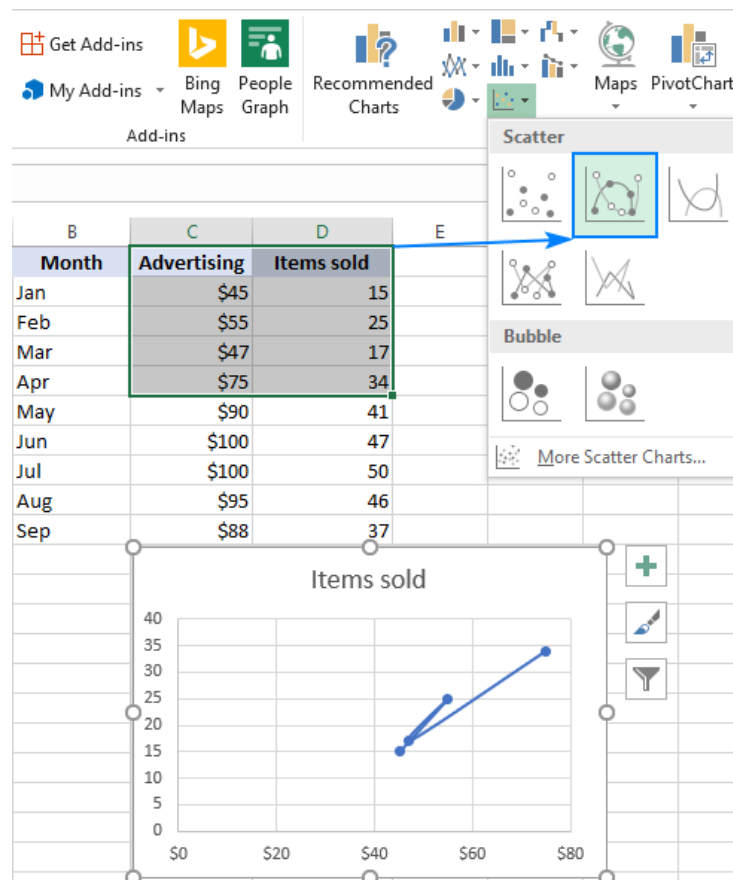 Get Add-ins
My Add-ins
Bing Maps
People Graph
Recommended Charts
Maps
PivotChart
Add-ins
Scatter
Bubble
More Scatter Charts...
B C D E
Month Advertising Items sold
Jan $45 15
Feb $55 25
Mar $47 17
Apr $75 34
May $90 41
Jun $100 47
Jul $100 50
Aug $95 46
Sep $88 37
Items sold
40
35
30
25
20
15
10
5
0
$0 $20 $40 $60 $80